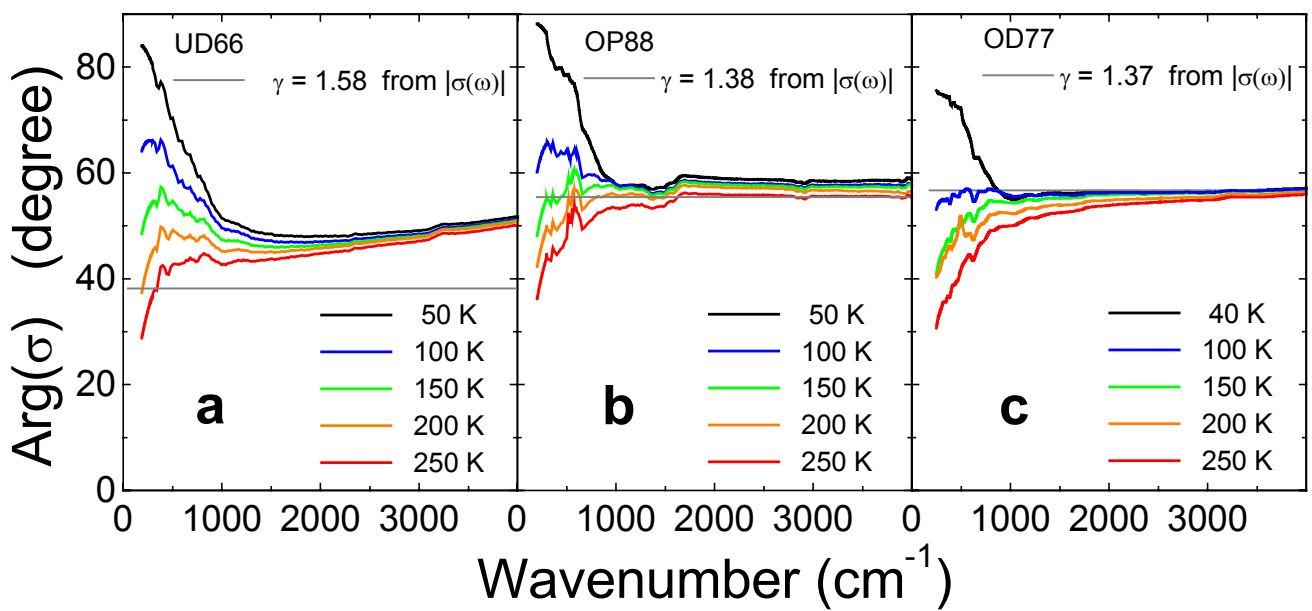 Arg(σ) (degree)
80
60
40
20
0
UD66
γ = 1.58 from |σ(ω)|
50 K
100 K
150 K
200 K
250 K
a
0 1000 2000 3000
OP88
γ = 1.38 from |σ(ω)|
50 K
100 K
150 K
200 K
250 K
b
0 1000 2000 3000
OD77
γ = 1.37 from |σ(ω)|
40 K
100 K
150 K
200 K
250 K
c
0 1000 2000 3000
Wavenumber (cm⁻¹)